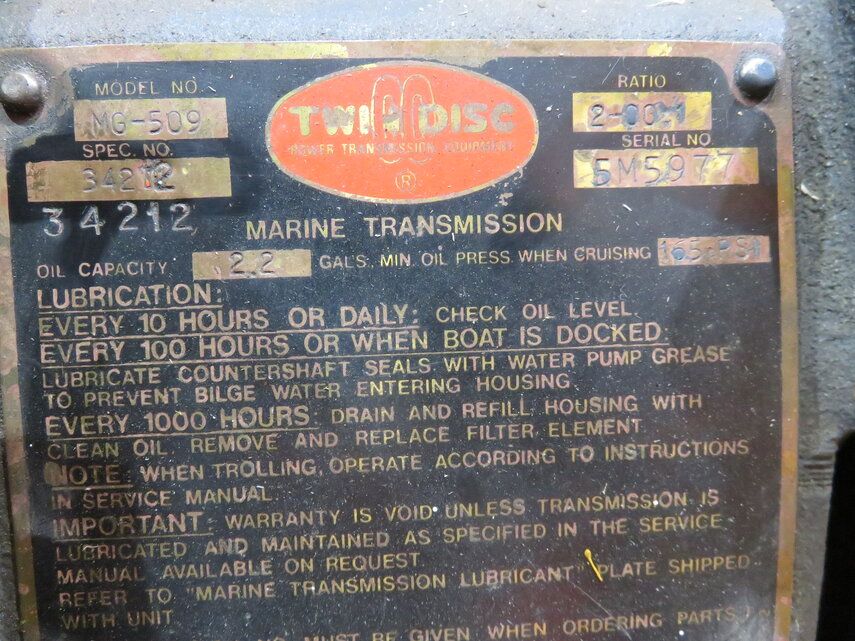 MODEL NO.
MG-509
SPEC. NO.
34212
34212
TWIN DISC
POWER TRANSMISSION EQUIPMENT
®
RATIO
2-00:1
SERIAL NO.
5M5977
MARINE TRANSMISSION
OIL CAPACITY 2.2 GALS. MIN. OIL PRESS WHEN CRUISING 165 PSI
LUBRICATION:
EVERY 10 HOURS OR DAILY: CHECK OIL LEVEL.
EVERY 100 HOURS OR WHEN BOAT IS DOCKED
LUBRICATE COUNTERSHAFT SEALS WITH WATER PUMP GREASE
TO PREVENT BILGE WATER ENTERING HOUSING
EVERY 1000 HOURS: DRAIN AND REFILL HOUSING WITH
CLEAN OIL REMOVE AND REPLACE FILTER ELEMENT
NOTE: WHEN TROLLING, OPERATE ACCORDING TO INSTRUCTIONS
IN SERVICE MANUAL
IMPORTANT: WARRANTY IS VOID UNLESS TRANSMISSION IS
LUBRICATED AND MAINTAINED AS SPECIFIED IN THE SERVICE
MANUAL AVAILABLE ON REQUEST
REFER TO "MARINE TRANSMISSION LUBRICANT" PLATE SHIPPED
WITH UNIT
MUST BE GIVEN WHEN ORDERING PARTS